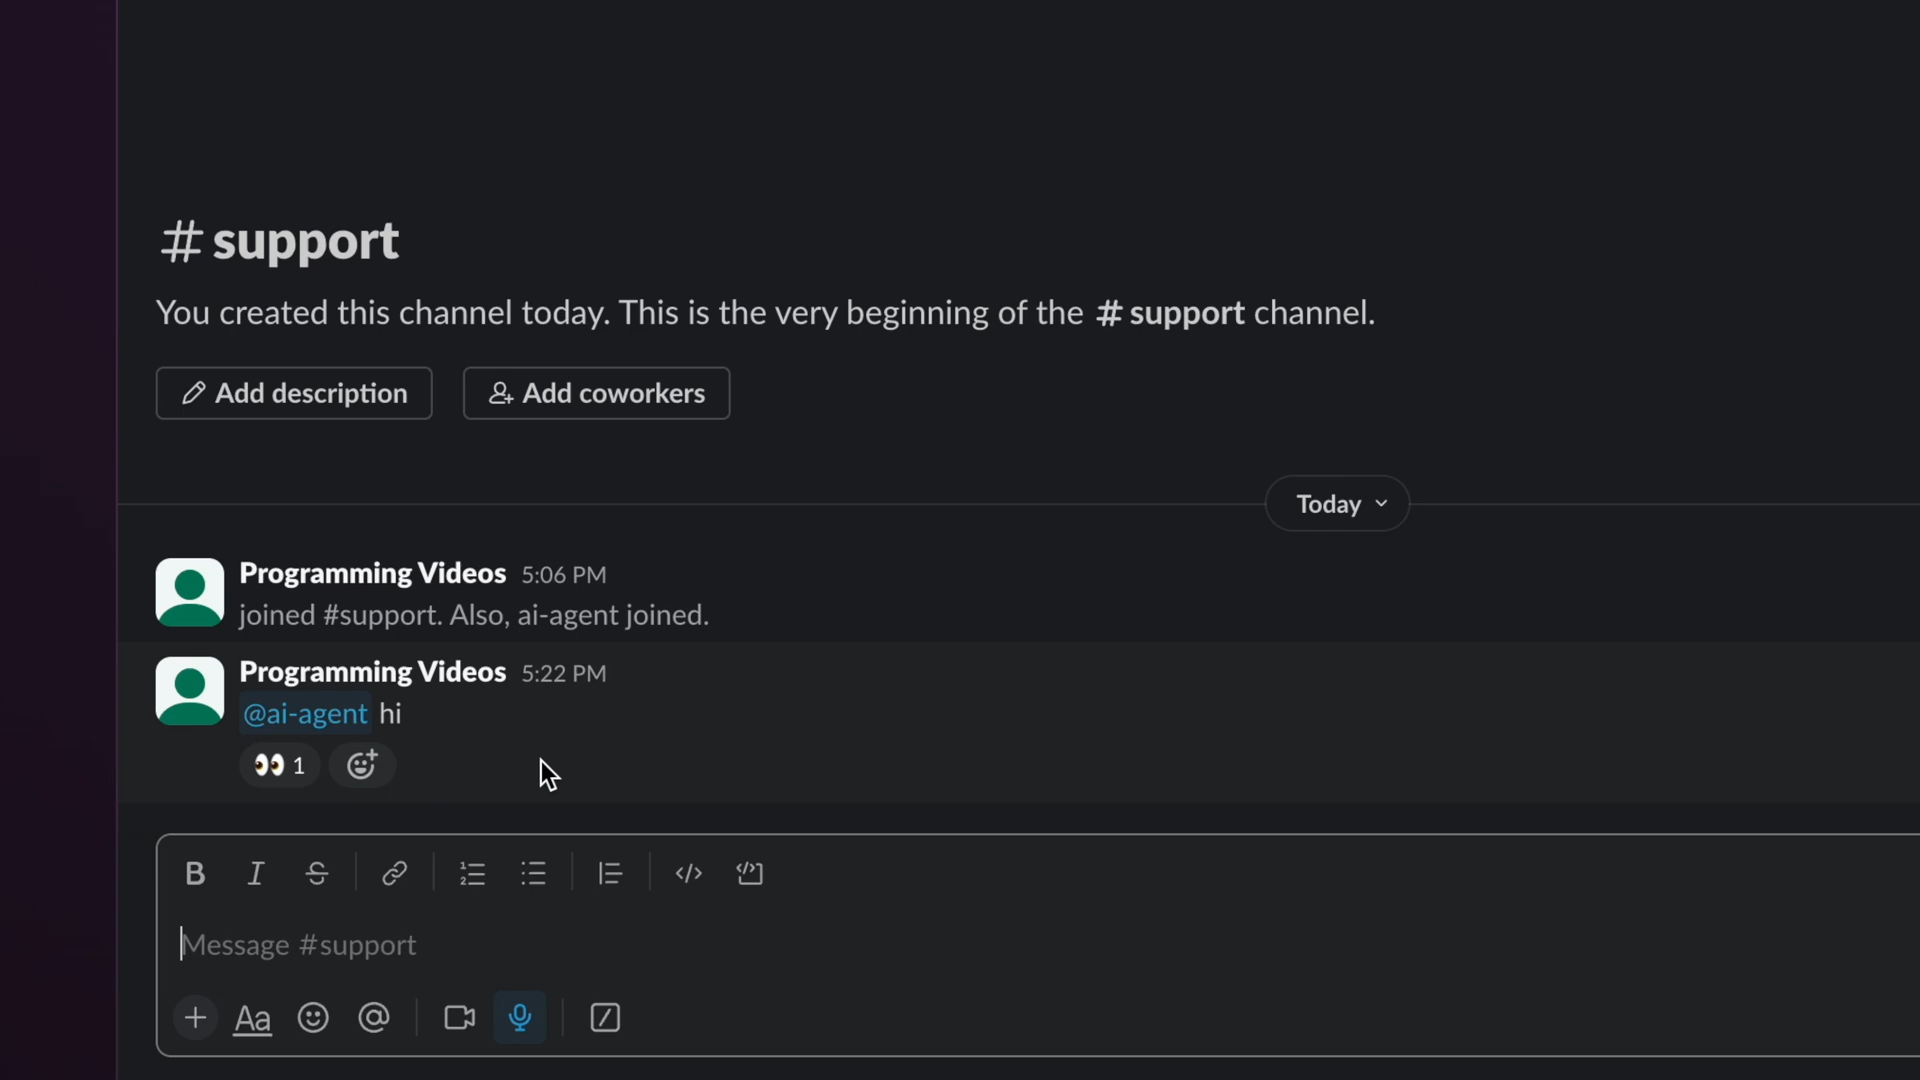 # support
You created this channel today. This is the very beginning of the # support channel.
Add description
Add coworkers
Today
Programming Videos 5:06 PM
joined #support. Also, ai-agent joined.
Programming Videos 5:22 PM
@ai-agent hi
👀 1
B I S
Message #support
+ Aa @